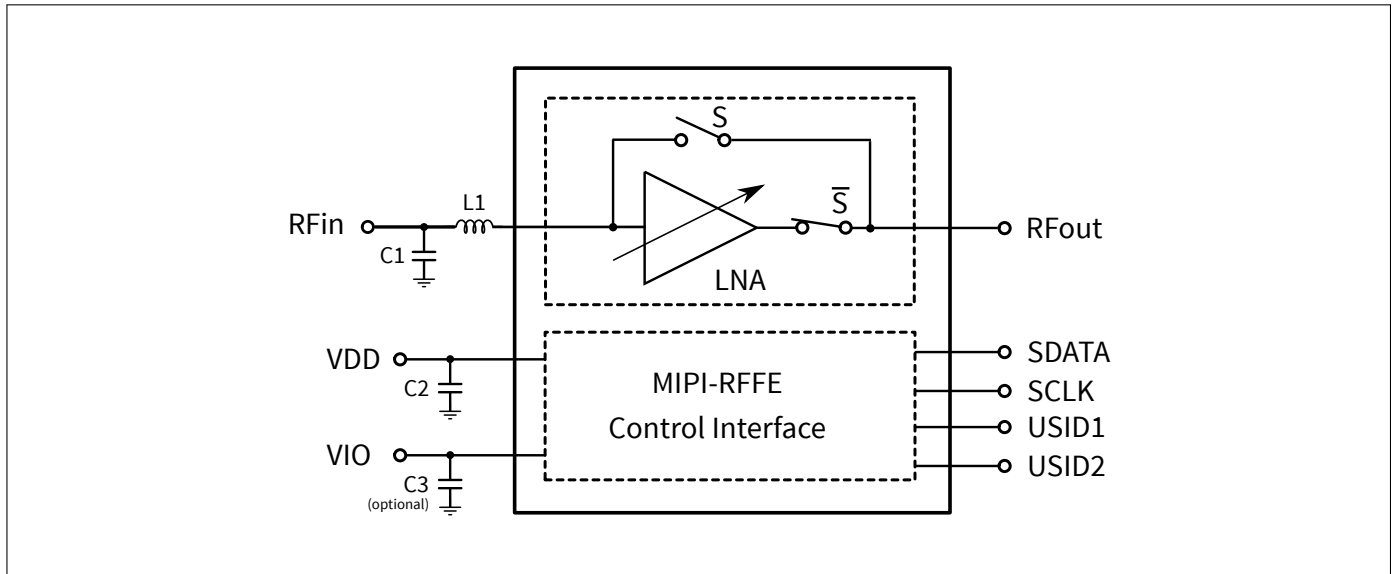 S
L1
S̅
RFin
RFout
C1
LNA
VDD
SDATA
MIPI-RFFE
C2
SCLK
Control Interface
USID1
VIO
USID2
C3
(optional)